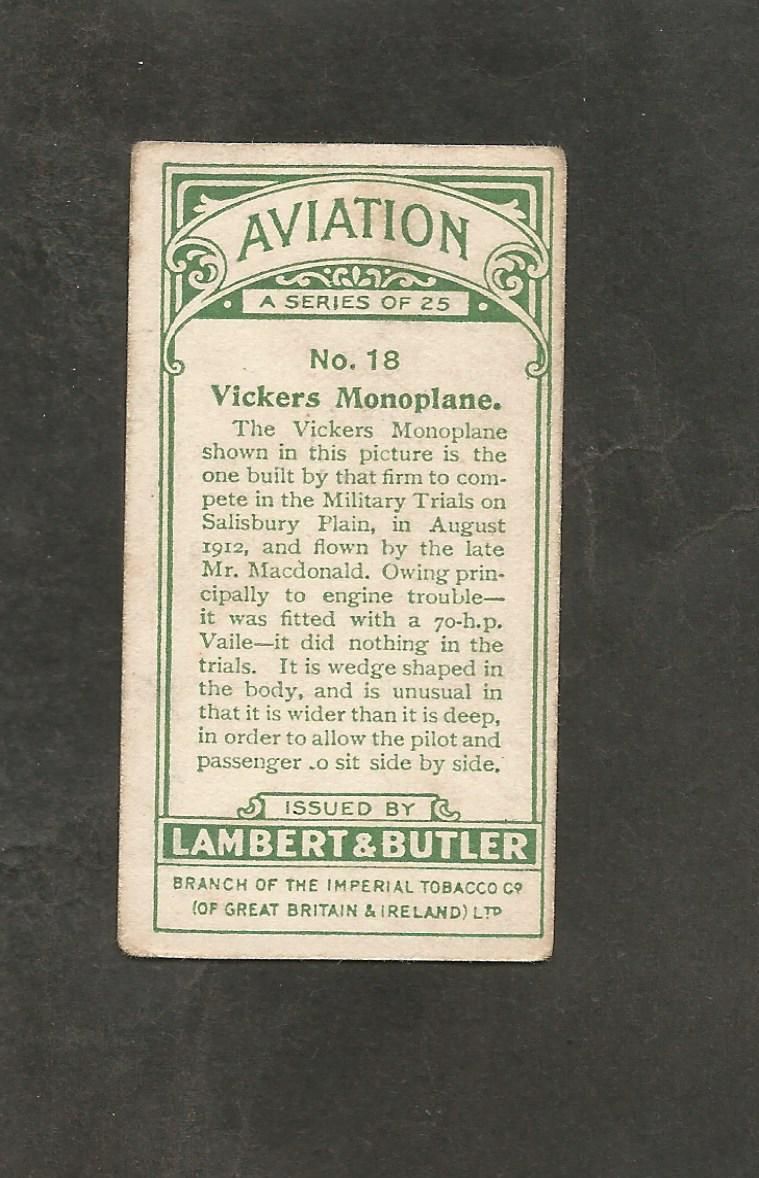 AVIATION
A SERIES OF 25
No. 18
Vickers Monoplane.
The Vickers Monoplane
shown in this picture is the
one built by that firm to com-
pete in the Military Trials on
Salisbury Plain, in August
1912, and flown by the late
Mr. Macdonald. Owing prin-
cipally to engine trouble—
it was fitted with a 70-h.p.
Vaile—it did nothing in the
trials. It is wedge shaped in
the body, and is unusual in
that it is wider than it is deep,
in order to allow the pilot and
passenger .o sit side by side.
ISSUED BY
LAMBERT & BUTLER
BRANCH OF THE IMPERIAL TOBACCO CO
(OF GREAT BRITAIN & IRELAND) LTD